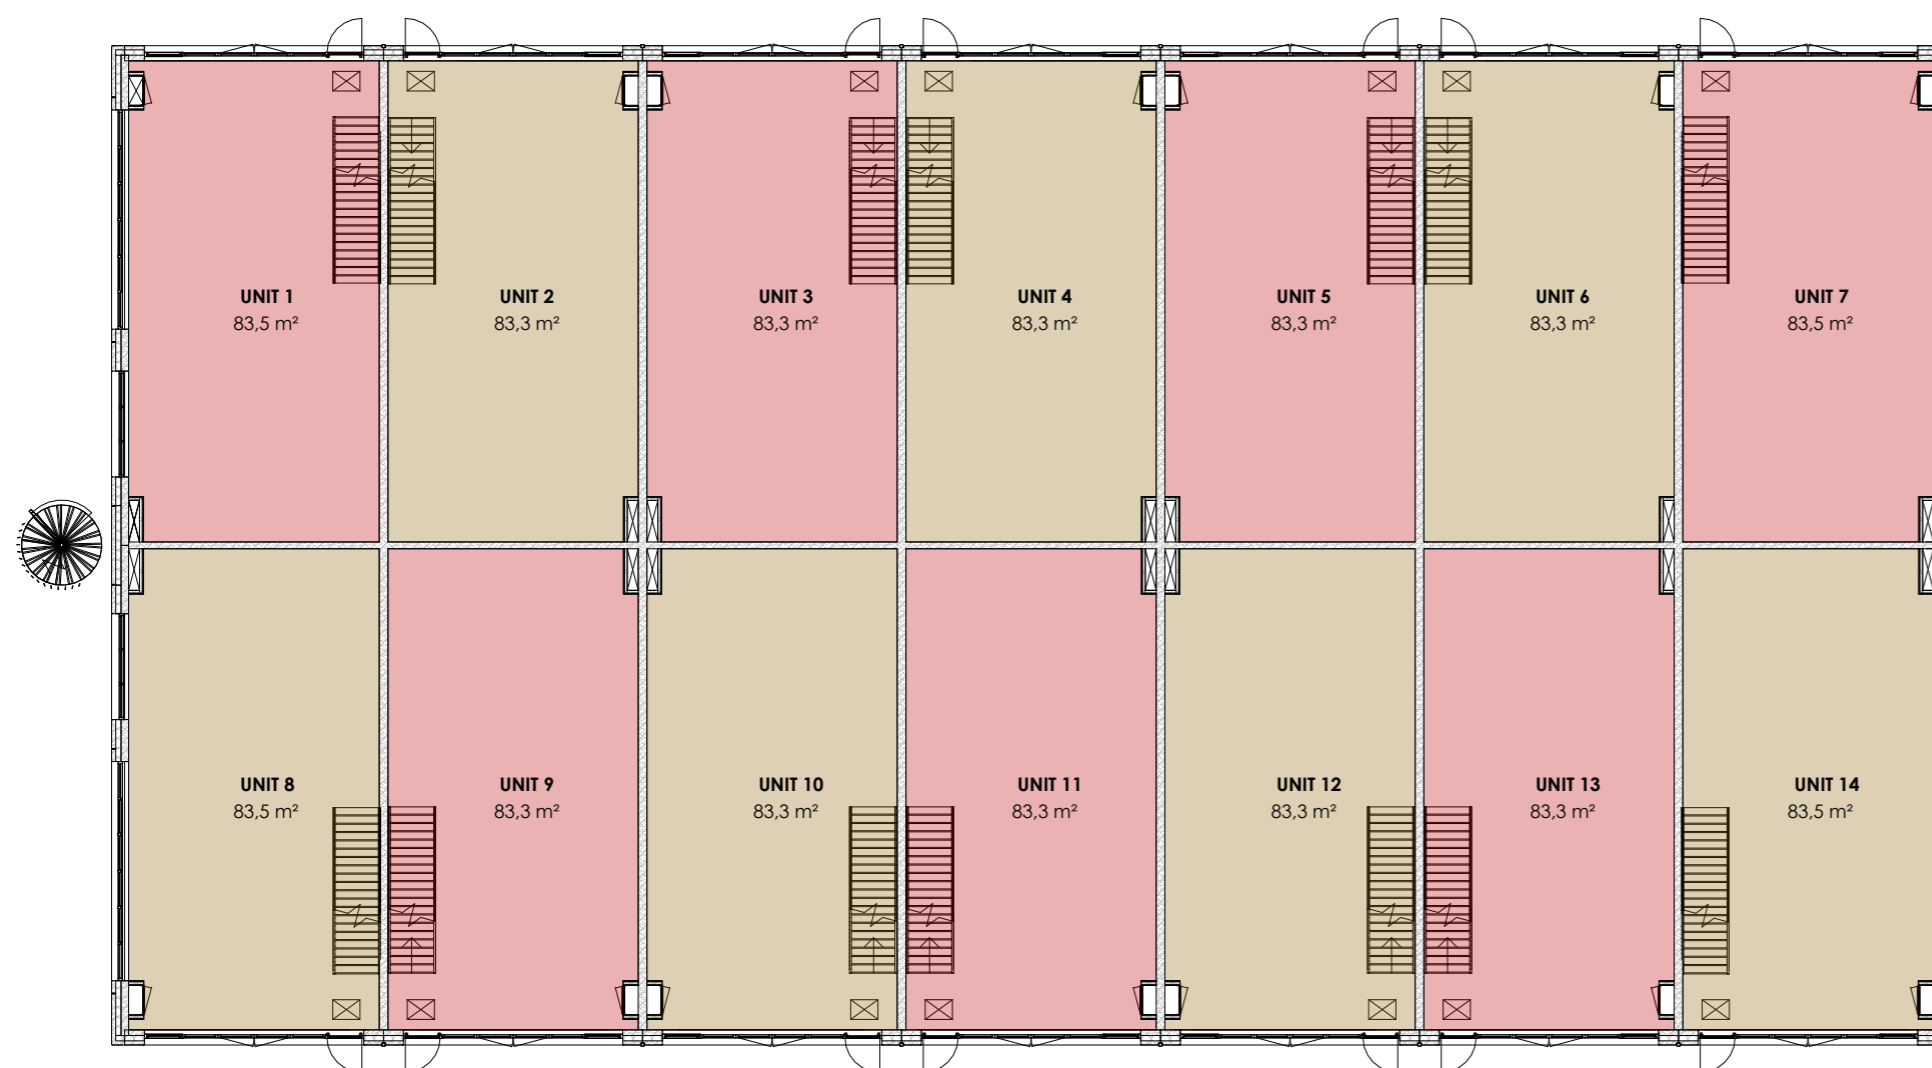 UNIT 1
83,5 m²
UNIT 2
83,3 m²
UNIT 3
83,3 m²
UNIT 4
83,3 m²
UNIT 5
83,3 m²
UNIT 6
83,3 m²
UNIT 7
83,5 m²
UNIT 8
83,5 m²
UNIT 9
83,3 m²
UNIT 10
83,3 m²
UNIT 11
83,3 m²
UNIT 12
83,3 m²
UNIT 13
83,3 m²
UNIT 14
83,5 m²